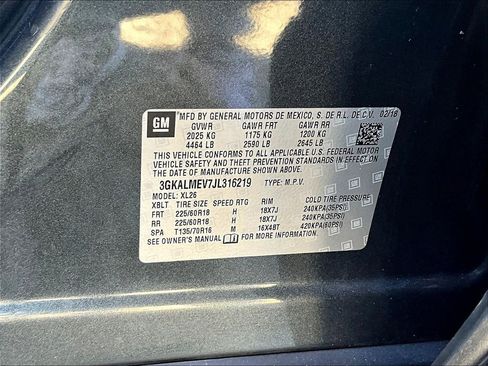 GM
MFD BY GENERAL MOTORS DE MEXICO, S. DE R.L. DE C.V. 02/18
GVWR GAWR FRT GAWR RR
2025 KG 1175 KG 1200 KG
4464 LB 2590 LB 2645 LB
THIS VEHICLE CONFORMS TO ALL APPLICABLE U.S. FEDERAL MOTOR
VEHICLE SAFETY AND THEFT PREVENTION STANDARDS IN EFFECT ON
THE DATE OF MANUFACTURE SHOWN ABOVE.
3GKALMEV7JL316219 TYPE: M.P.V.
MODEL: XL26
XBLT TIRE SIZE SPEED RTG RIM COLD TIRE PRESSURE
FRT 225/60R18 H 18X7J 240KPA(35PSI)
RR 225/60R18 H 18X7J 240KPA(35PSI)
SPA T135/70R16 M 16X4BT 420KPA(60PSI)
SEE OWNER'S MANUAL